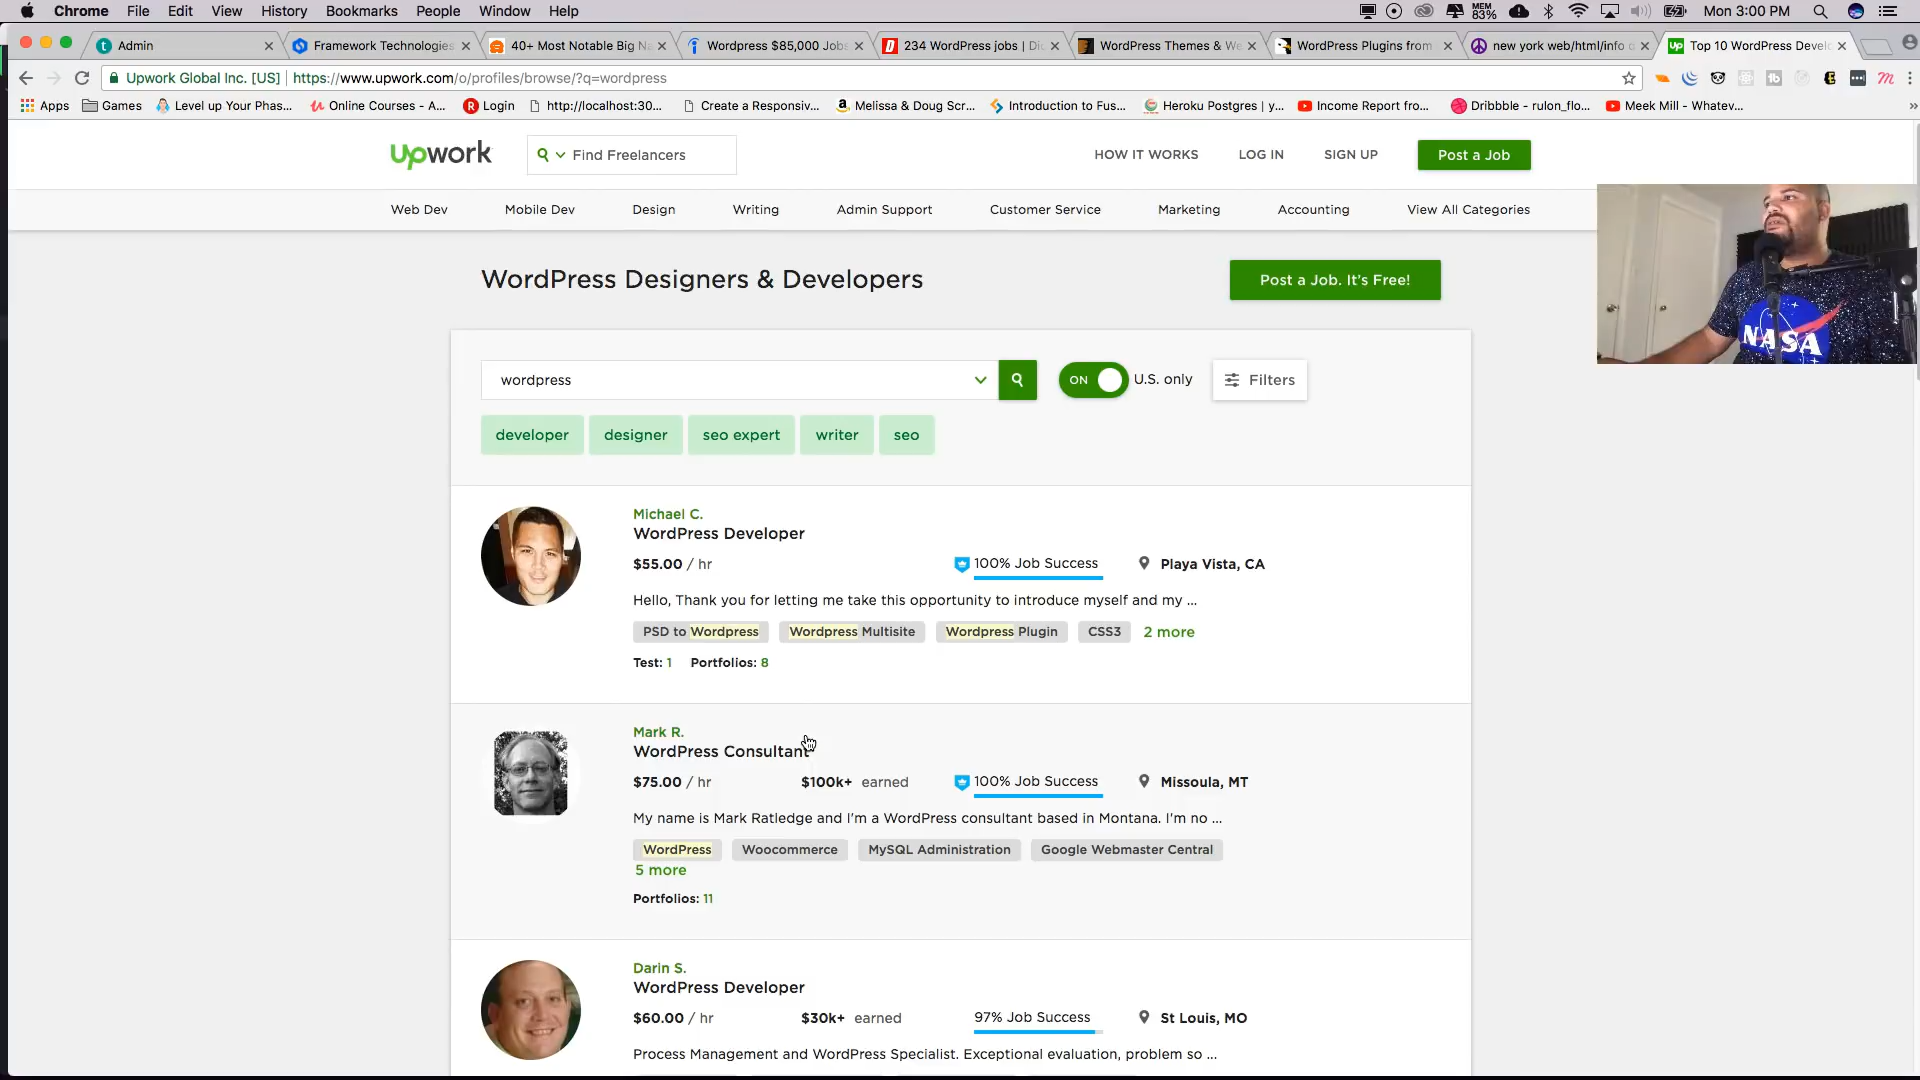 Chrome File Edit View History Bookmarks People Window Help MEM 83% Mon 3:00 PM
Admin Framework Technologies 40+ Most Notable Big Na Wordpress $85,000 Jobs 234 WordPress jobs | Dic WordPress Themes & We WordPress Plugins from new york web/html/info Top 10 WordPress Devel
Upwork Global Inc. [US] https://www.upwork.com/o/profiles/browse/?q=wordpress
Apps Games Level up Your Phas... Online Courses - A... Login http://localhost:30... Create a Responsiv... Melissa & Doug Scr... Introduction to Fus... Heroku Postgres | y... Income Report fro... Dribbble - rulon_flo... Meek Mill - Whatev...
upwork Find Freelancers HOW IT WORKS LOG IN SIGN UP Post a Job
Web Dev Mobile Dev Design Writing Admin Support Customer Service Marketing Accounting View All Categories
NASA
WordPress Designers & Developers Post a Job. It's Free!
wordpress ON U.S. only Filters
developer designer seo expert writer seo
Michael C.
WordPress Developer
$55.00 / hr 100% Job Success Playa Vista, CA
Hello, Thank you for letting me take this opportunity to introduce myself and my ...
PSD to Wordpress Wordpress Multisite Wordpress Plugin CSS3 2 more
Test: 1 Portfolios: 8
Mark R.
WordPress Consultant
$75.00 / hr $100k+ earned 100% Job Success Missoula, MT
My name is Mark Ratledge and I'm a WordPress consultant based in Montana. I'm no ...
WordPress Woocommerce MySQL Administration Google Webmaster Central
5 more
Portfolios: 11
Darin S.
WordPress Developer
$60.00 / hr $30k+ earned 97% Job Success St Louis, MO
Process Management and WordPress Specialist. Exceptional evaluation, problem so ...